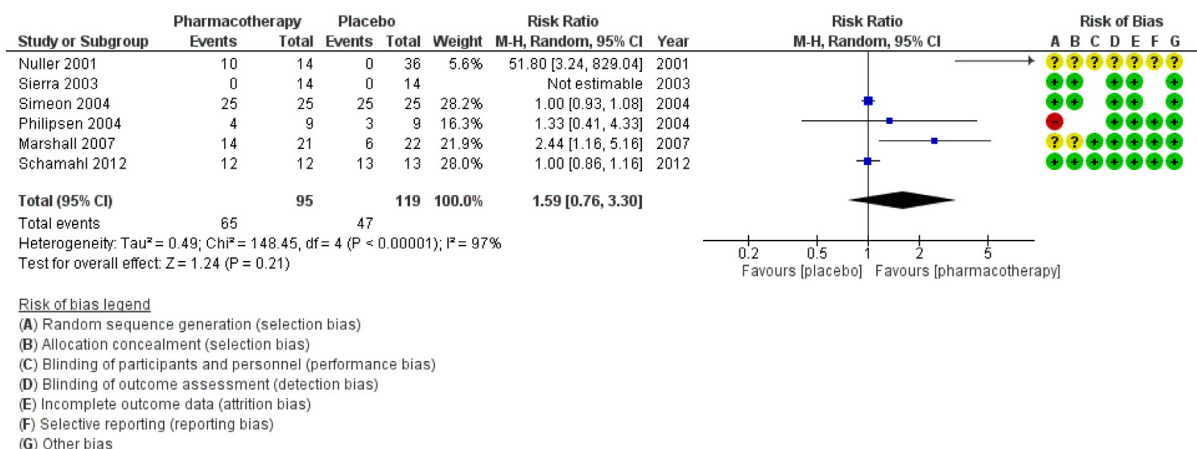 Pharmacotherapy Placebo Risk Ratio Risk Ratio Risk of Bias
Study or Subgroup Events Total Events Total Weight M-H, Random, 95% CI Year M-H, Random, 95% CI A B C D E F G
Nuller 2001 10 14 0 36 5.6% 51.80 [3.24, 829.04] 2001 ? ? ? ? ? ? ?
Sierra 2003 0 14 0 14 Not estimable 2003 + + + + +
Simeon 2004 25 25 25 25 28.2% 1.00 [0.93, 1.08] 2004 + + + + +
Philipsen 2004 4 9 3 9 16.3% 1.33 [0.41, 4.33] 2004 - + + + +
Marshall 2007 14 21 6 22 21.9% 2.44 [1.16, 5.16] 2007 ? ? + + + + +
Schamahl 2012 12 12 13 13 28.0% 1.00 [0.86, 1.16] 2012 + + + + + + +
Total (95% CI) 95 119 100.0% 1.59 [0.76, 3.30]
Total events 65 47
Heterogeneity: Tau² = 0.49; Chi² = 148.45, df = 4 (P < 0.00001); I² = 97%
Test for overall effect: Z = 1.24 (P = 0.21)
0.2 0.5 1 2 5
Favours [placebo] Favours [pharmacotherapy]
Risk of bias legend
(A) Random sequence generation (selection bias)
(B) Allocation concealment (selection bias)
(C) Blinding of participants and personnel (performance bias)
(D) Blinding of outcome assessment (detection bias)
(E) Incomplete outcome data (attrition bias)
(F) Selective reporting (reporting bias)
(G) Other bias